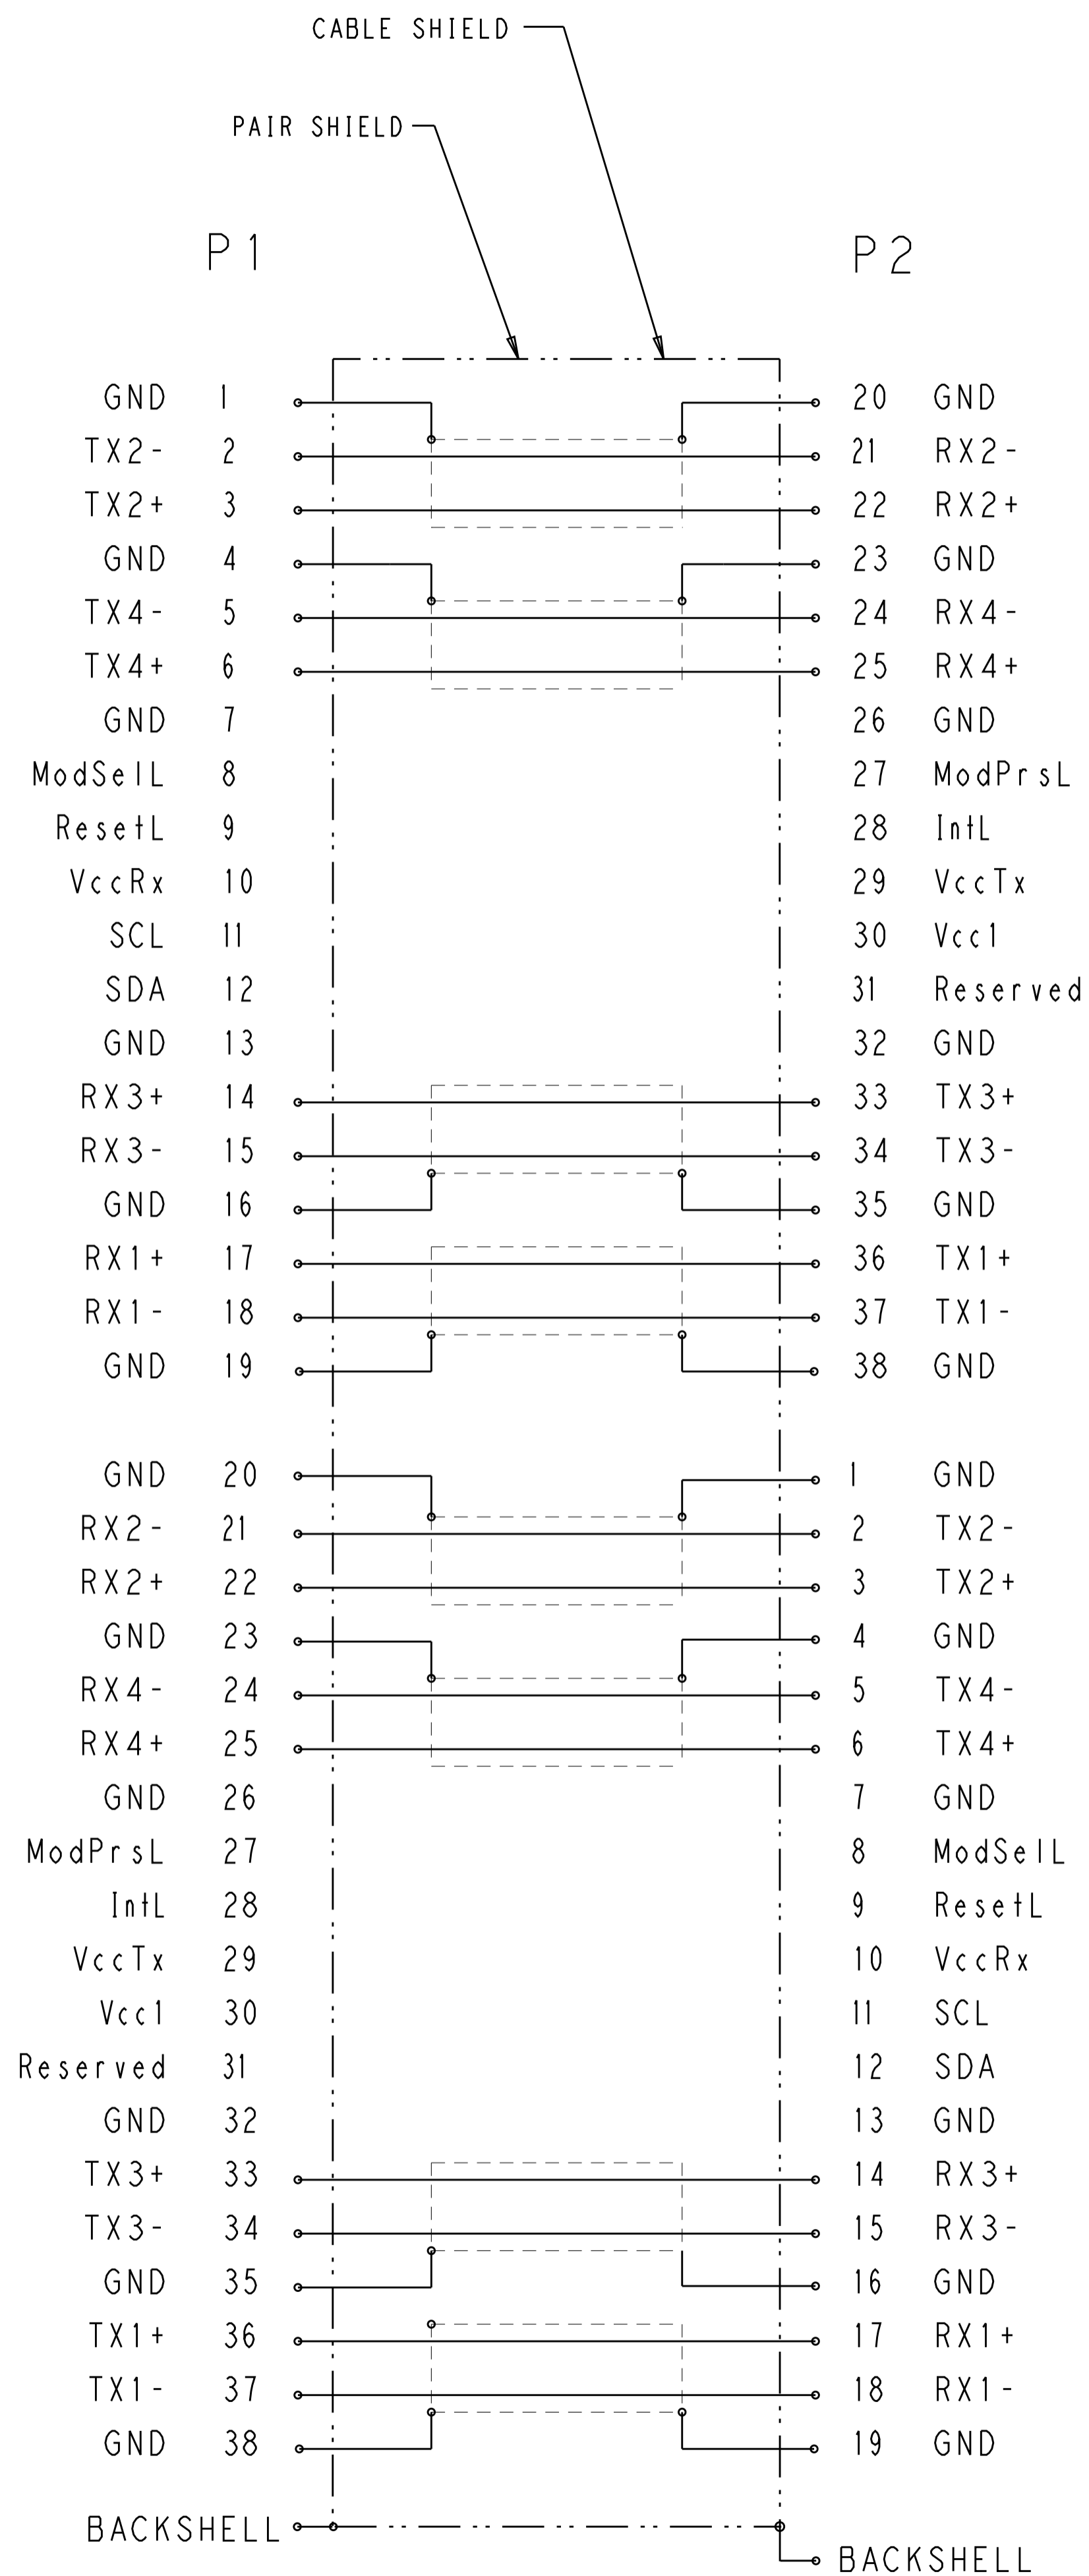 CABLE SHIELD
PAIR SHIELD
P1 P2
GND 1 20 GND
TX2- 2 21 RX2-
TX2+ 3 22 RX2+
GND 4 23 GND
TX4- 5 24 RX4-
TX4+ 6 25 RX4+
GND 7 26 GND
ModSelL 8 27 ModPrsL
ResetL 9 28 IntL
VccRx 10 29 VccTx
SCL 11 30 Vcc1
SDA 12 31 Reserved
GND 13 32 GND
RX3+ 14 33 TX3+
RX3- 15 34 TX3-
GND 16 35 GND
RX1+ 17 36 TX1+
RX1- 18 37 TX1-
GND 19 38 GND
GND 20 1 GND
RX2- 21 2 TX2-
RX2+ 22 3 TX2+
GND 23 4 GND
RX4- 24 5 TX4-
RX4+ 25 6 TX4+
GND 26 7 GND
ModPrsL 27 8 ModSelL
IntL 28 9 ResetL
VccTx 29 10 VccRx
Vcc1 30 11 SCL
Reserved 31 12 SDA
GND 32 13 GND
TX3+ 33 14 RX3+
TX3- 34 15 RX3-
GND 35 16 GND
TX1+ 36 17 RX1+
TX1- 37 18 RX1-
GND 38 19 GND
BACKSHELL
BACKSHELL